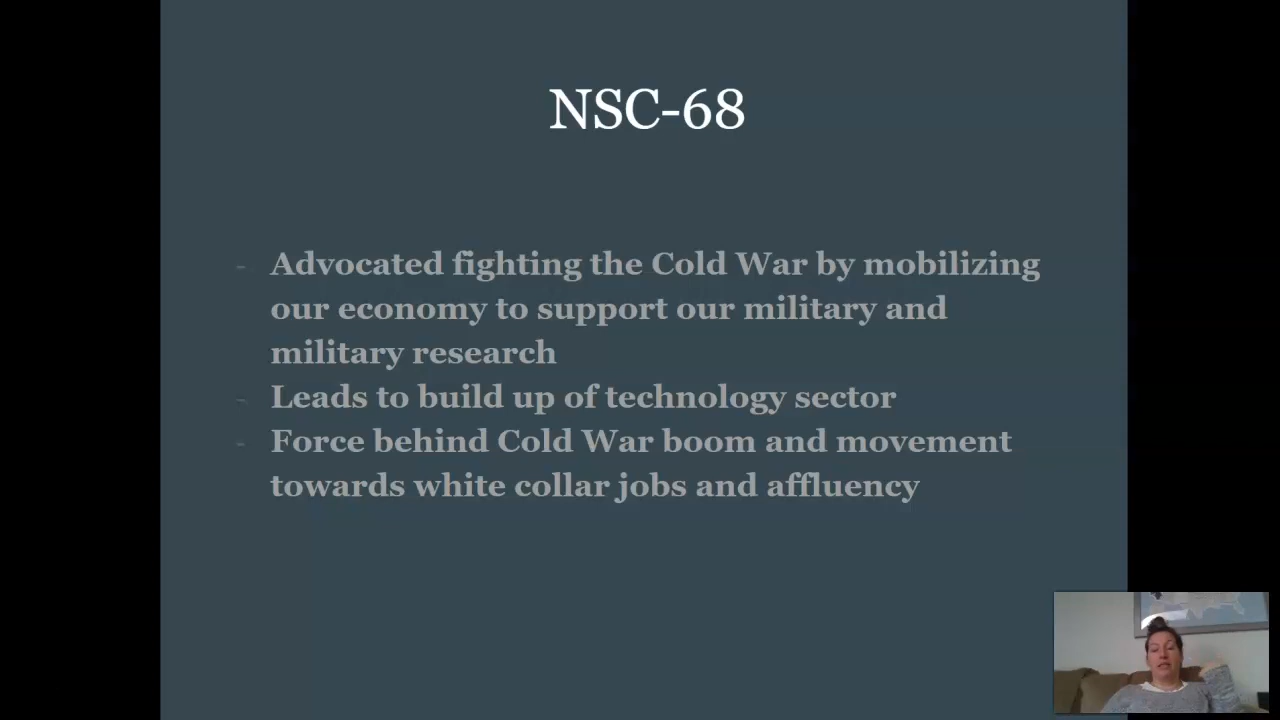 NSC-68
- Advocated fighting the Cold War by mobilizing
our economy to support our military and
military research
- Leads to build up of technology sector
- Force behind Cold War boom and movement
towards white collar jobs and affluency